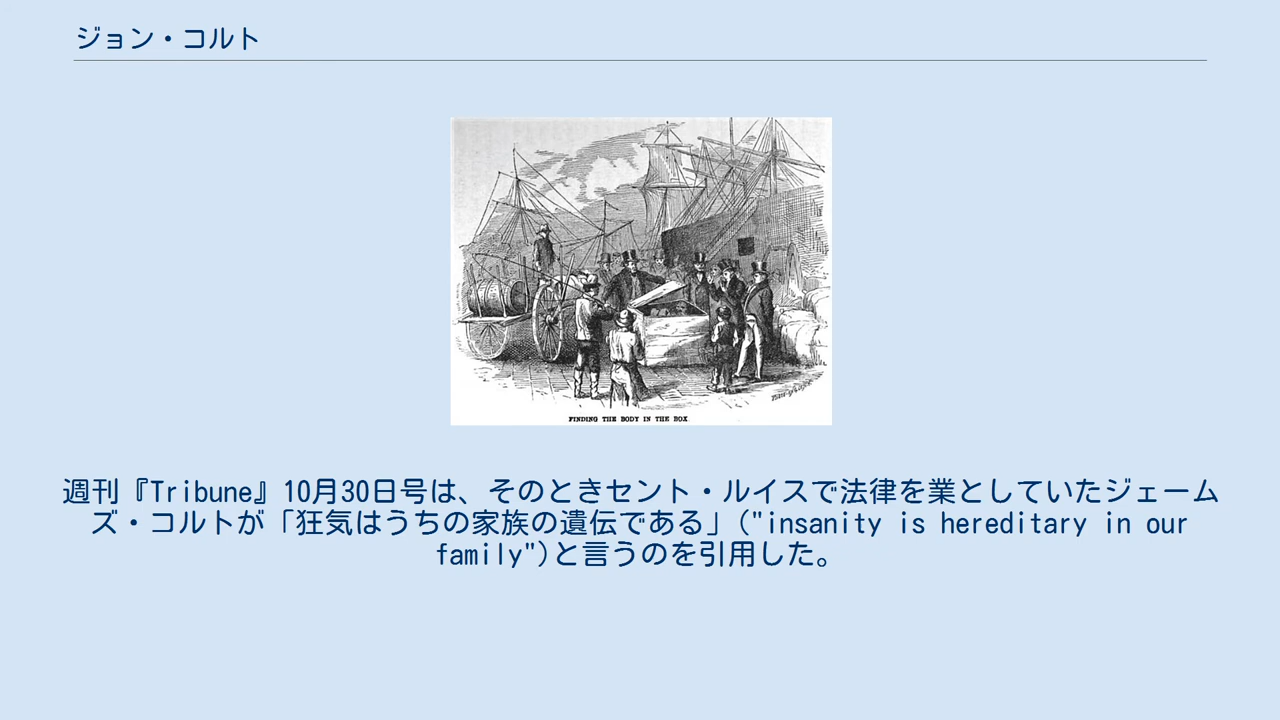 ジョン・コルト
FINDING THE BODY IN THE BOX.
週刊『Tribune』10月30日号は、そのときセント・ルイスで法律を業としていたジェーム
ズ・コルトが「狂気はうちの家族の遺伝である」("insanity is hereditary in our
family")と言うのを引用した。